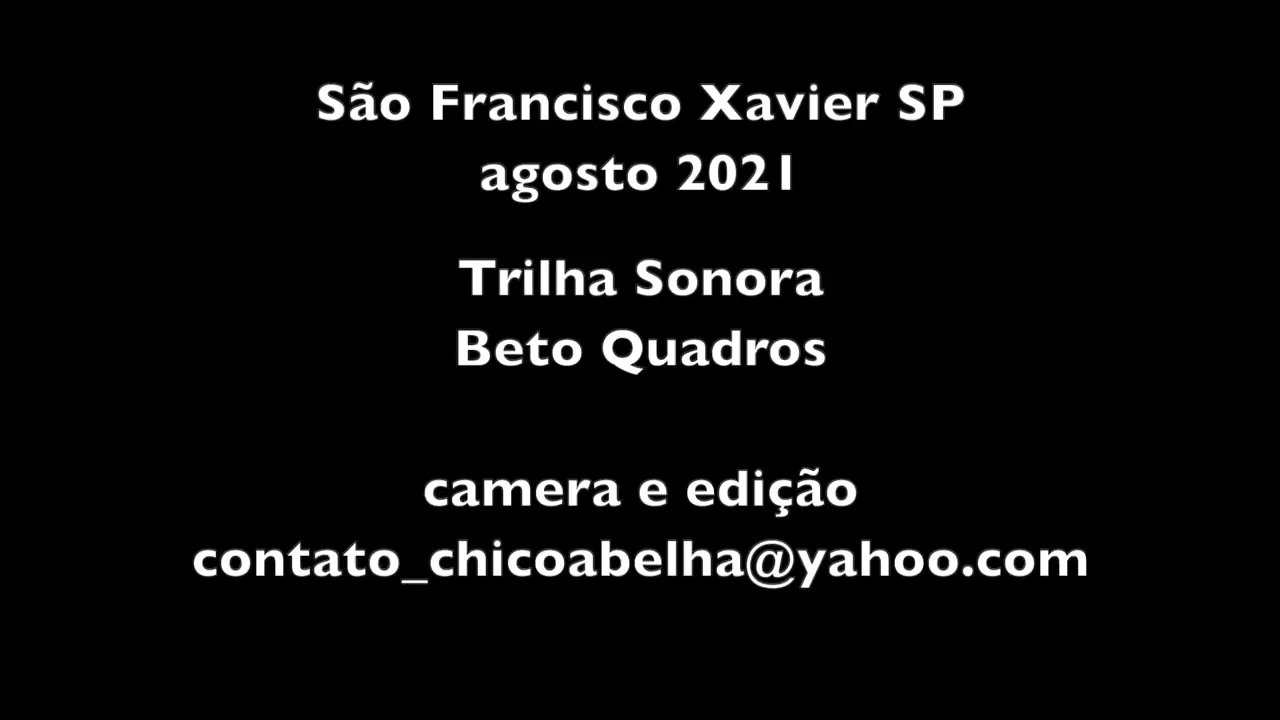 São Francisco Xavier SP
agosto 2021
Trilha Sonora
Beto Quadros
camera e edição
contato_chicoabelha@yahoo.com